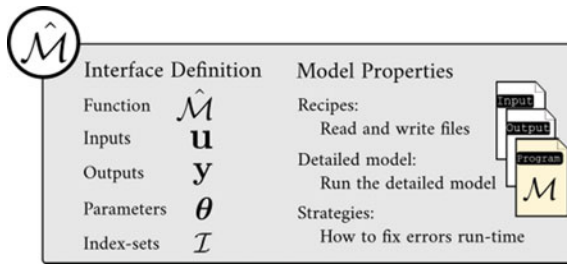 M̂
Interface Definition
Function M̂
Inputs u
Outputs y
Parameters θ
Index-sets I
Model Properties
Recipes:
Read and write files
Detailed model:
Run the detailed model
Strategies:
How to fix errors run-time
Input
Output
Program
M